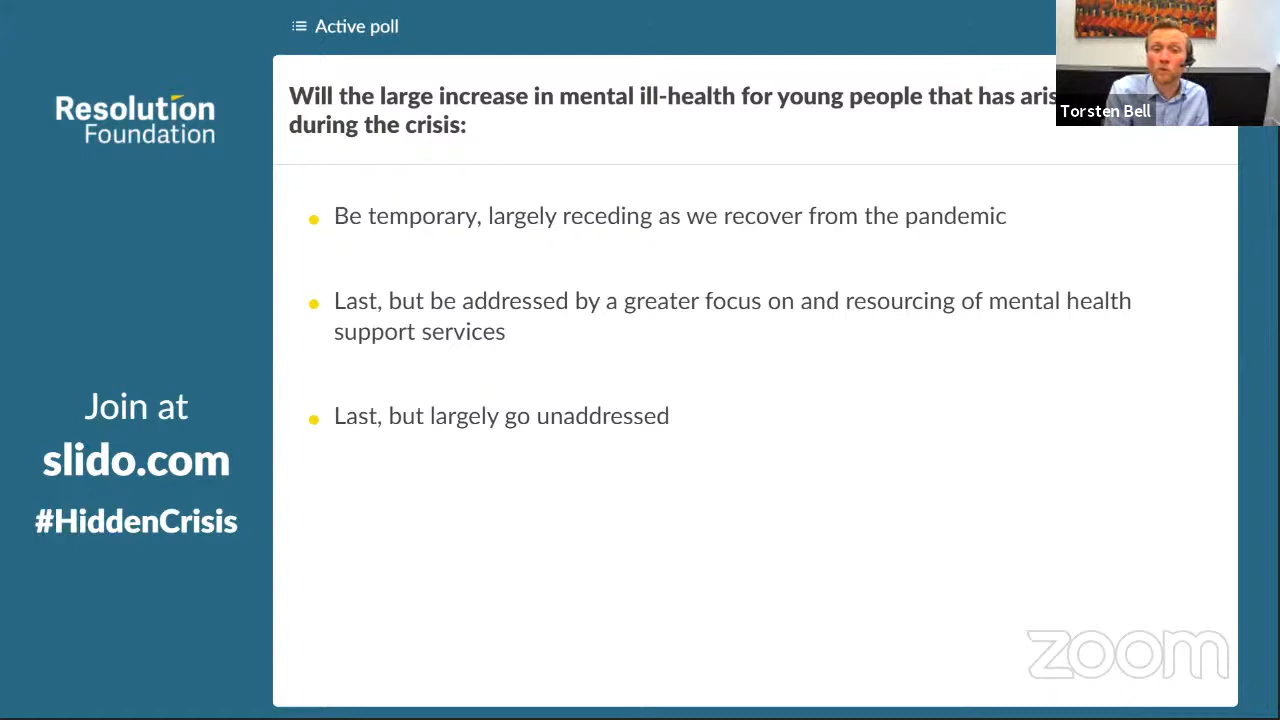 Active poll
Resolution
Foundation
Will the large increase in mental ill-health for young people that has
during the crisis:
Torsten Bell
Be temporary, largely receding as we recover from the pandemic
Last, but be addressed by a greater focus on and resourcing of mental health
support services
Last, but largely go unaddressed
Join at
slido.com
#HiddenCrisis
zoom